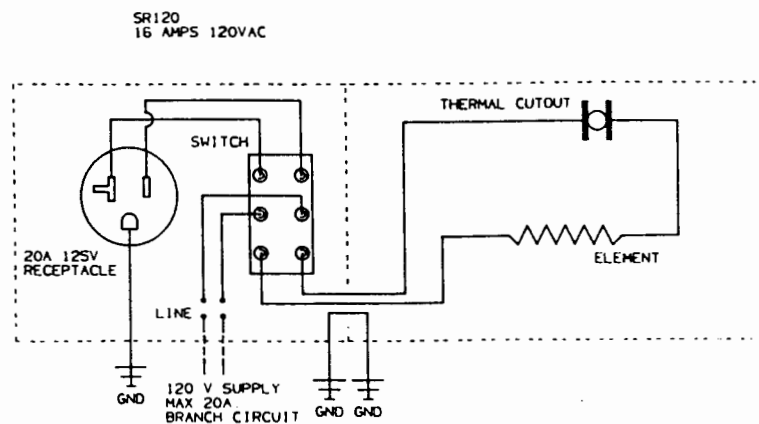 SR120
16 AMPS 120VAC
THERMAL CUTOUT
SWITCH
20A 125V
RECEPTACLE
ELEMENT
LINE
GND
120 V SUPPLY
MAX 20A.
BRANCH CIRCUIT
GND GND